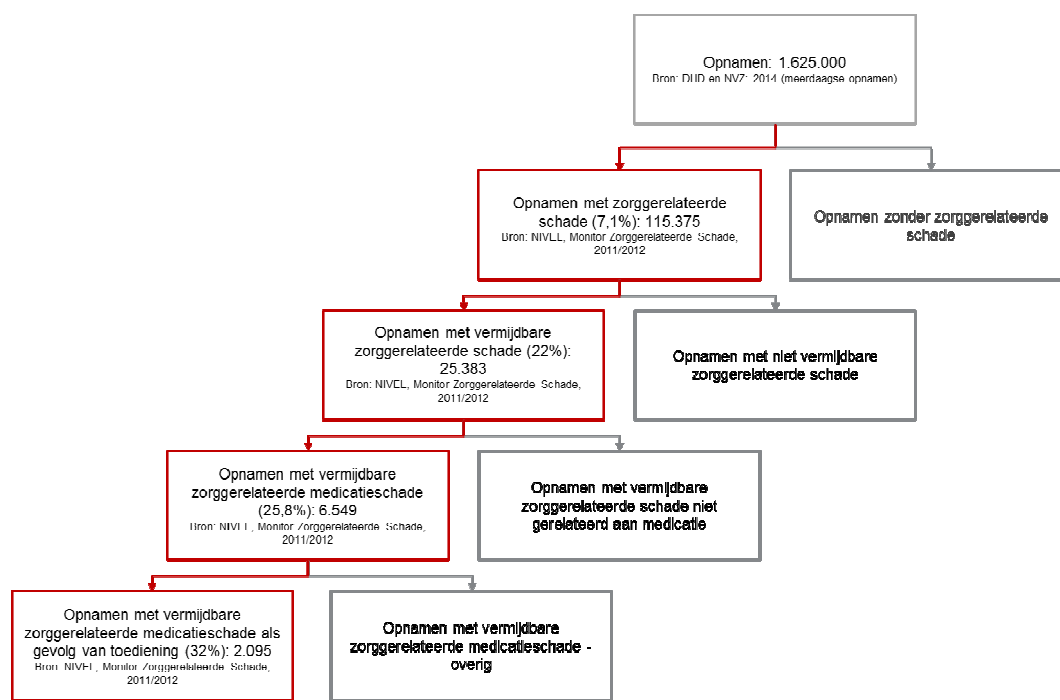 Opnamen: 1.625.000
Bron: DHD en NVZ: 2014 (meerdaagse opnamen)
Opnamen met zorggerelateerde
schade (7,1%): 115.375
Bron: NIVEL, Monitor Zorggerelateerde Schade,
2011/2012
Opnamen zonder zorggerelateerde
schade
Opnamen met vermijdbare
zorggerelateerde schade (22%):
25.383
Bron: NIVEL, Monitor Zorggerelateerde Schade,
2011/2012
Opnamen met niet vermijdbare
zorggerelateerde schade
Opnamen met vermijdbare
zorggerelateerde medicatieschade
(25,8%): 6.549
Bron: NIVEL, Monitor Zorggerelateerde Schade,
2011/2012
Opnamen met vermijdbare
zorggerelateerde schade niet
gerelateerd aan medicatie
Opnamen met vermijdbare
zorggerelateerde medicatieschade als
gevolg van toediening (32%): 2.095
Bron: NIVEL, Monitor Zorggerelateerde Schade,
2011/2012
Opnamen met vermijdbare
zorggerelateerde medicatieschade -
overig